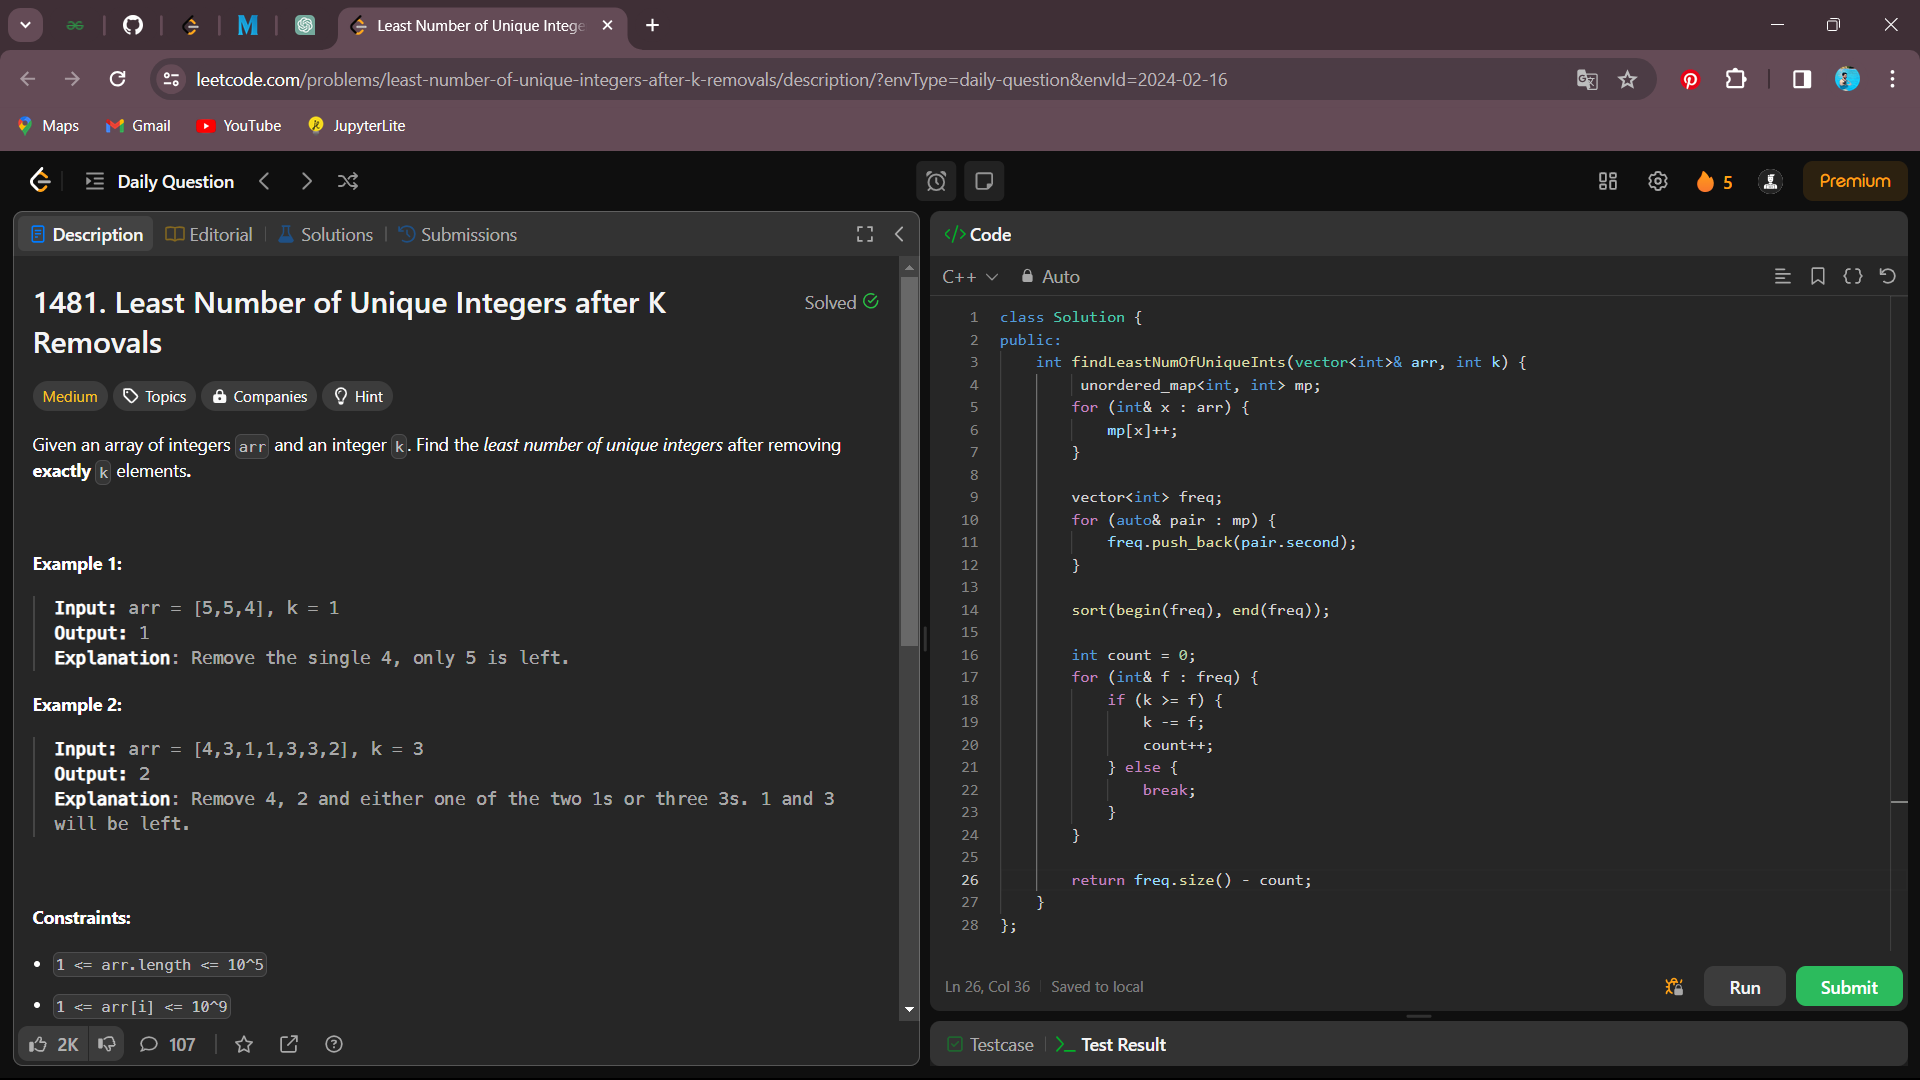 Least Number of Unique Intege
leetcode.com/problems/least-number-of-unique-integers-after-k-removals/description/?envType=daily-question&envId=2024-02-16
Maps
Gmail
YouTube
JupyterLite
Daily Question
5
Premium
Description
Editorial
Solutions
Submissions
1481. Least Number of Unique Integers after K
Removals
Solved
Medium
Topics
Companies
Hint
Given an array of integers arr and an integer k. Find the least number of unique integers after removing
exactly k elements.
Example 1:
Input: arr = [5,5,4], k = 1
Output: 1
Explanation: Remove the single 4, only 5 is left.
Example 2:
Input: arr = [4,3,1,1,3,3,2], k = 3
Output: 2
Explanation: Remove 4, 2 and either one of the two 1s or three 3s. 1 and 3
will be left.
Constraints:
• 1 <= arr.length <= 10^5
• 1 <= arr[i] <= 10^9
2K
107
</> Code
C++
Auto
1 class Solution {
2 public:
3     int findLeastNumOfUniqueInts(vector<int>& arr, int k) {
4         unordered_map<int, int> mp;
5         for (int& x : arr) {
6             mp[x]++;
7         }
8
9         vector<int> freq;
10         for (auto& pair : mp) {
11             freq.push_back(pair.second);
12         }
13
14         sort(begin(freq), end(freq));
15
16         int count = 0;
17         for (int& f : freq) {
18             if (k >= f) {
19                 k -= f;
20                 count++;
21             } else {
22                 break;
23             }
24         }
25
26         return freq.size() - count;
27     }
28 };
Ln 26, Col 36
Saved to local
Run
Submit
Testcase
Test Result